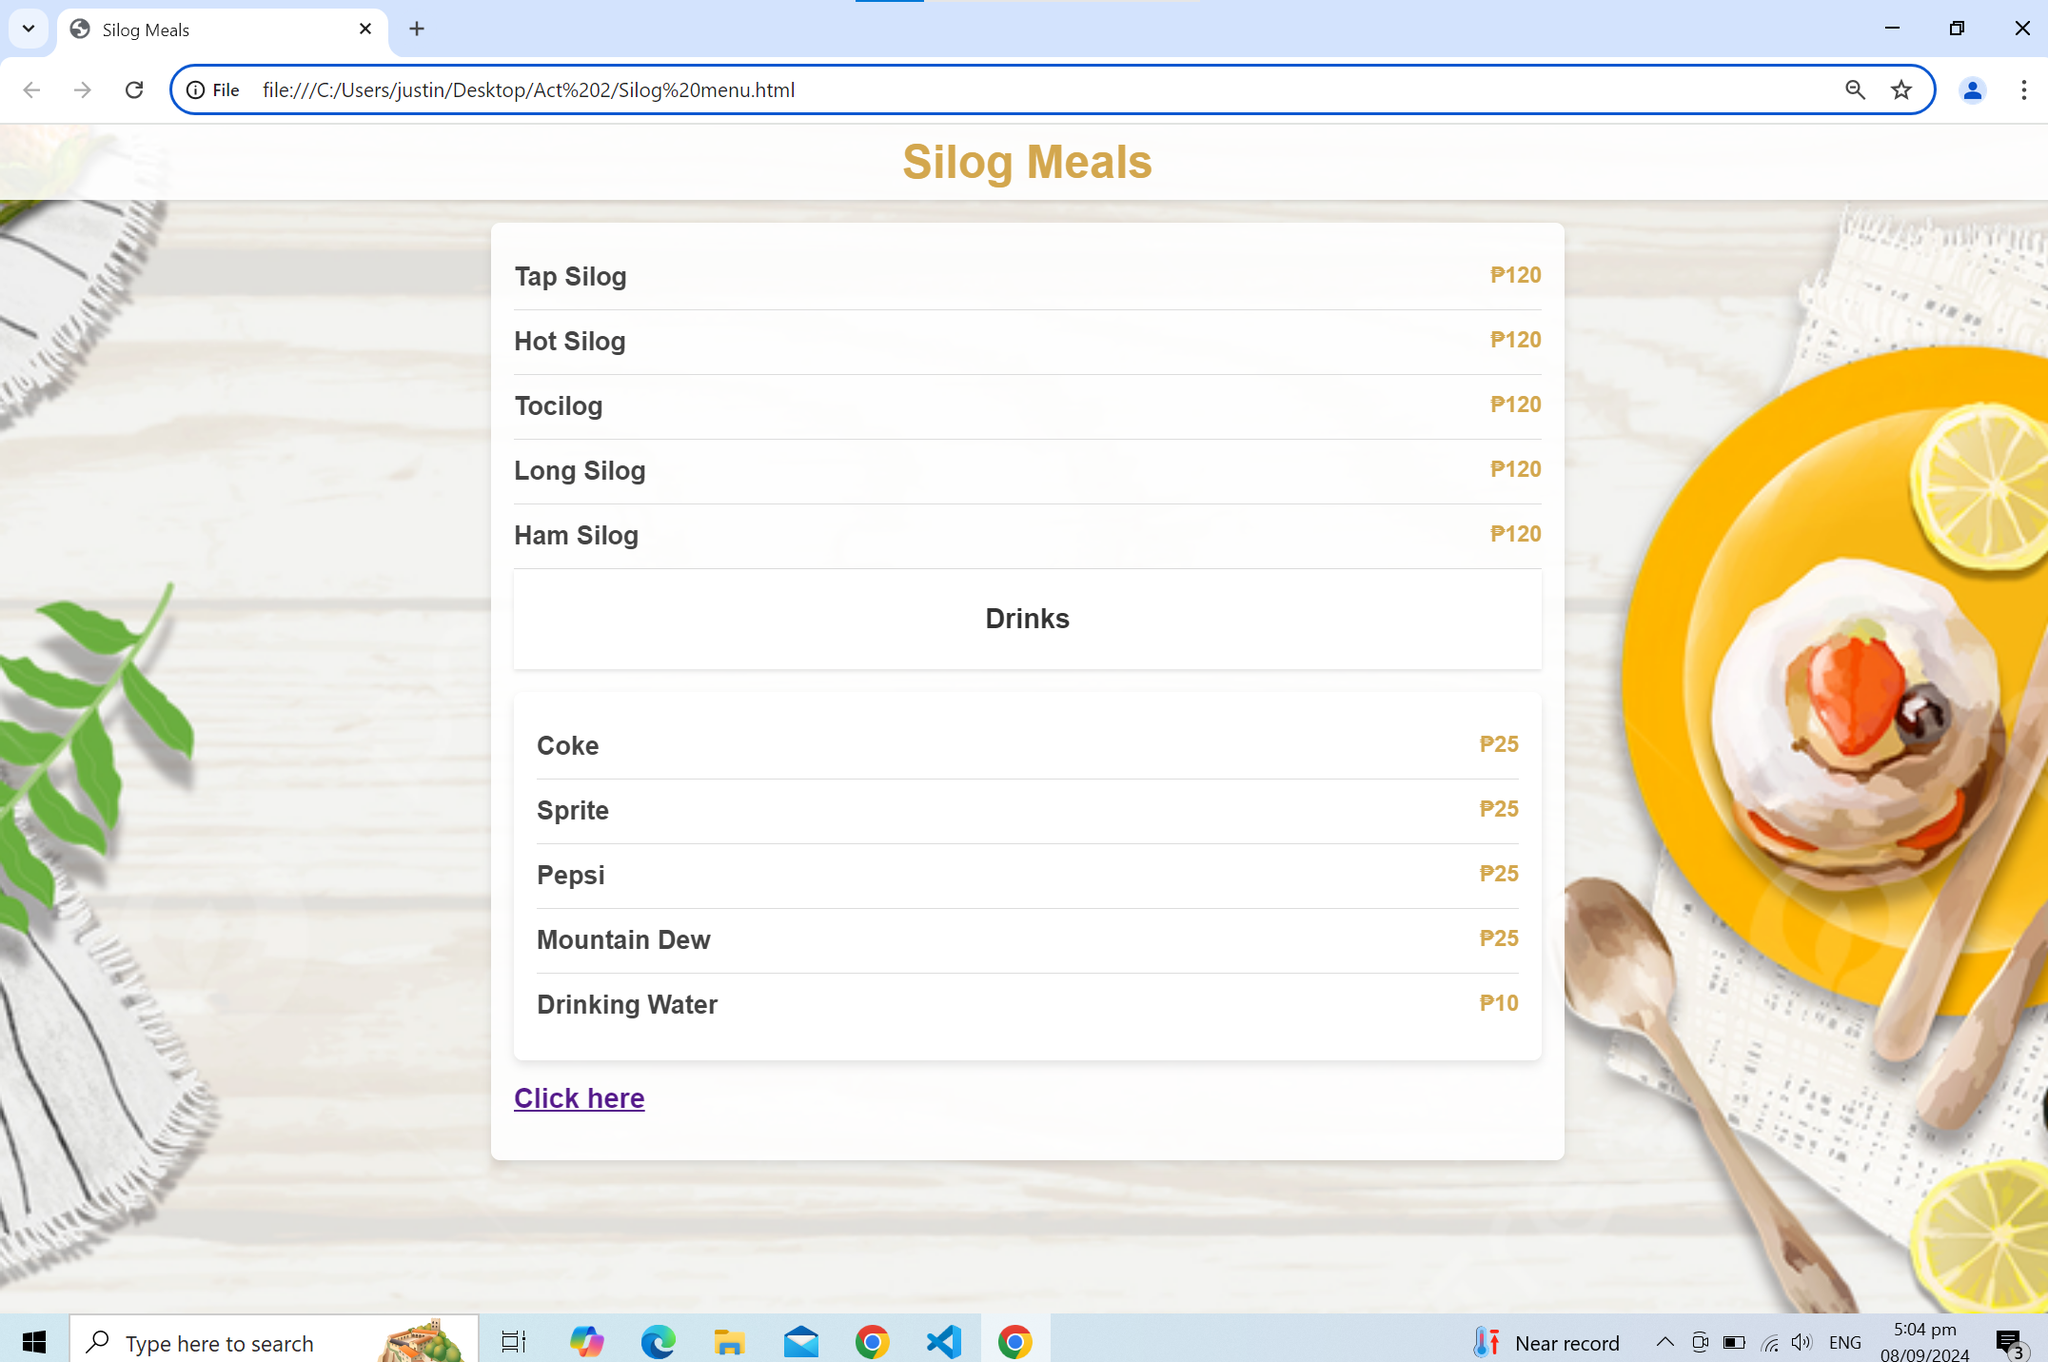 Silog Meals
File file:///C:/Users/justin/Desktop/Act%202/Silog%20menu.html
Silog Meals
Tap Silog ₱120
Hot Silog ₱120
Tocilog ₱120
Long Silog ₱120
Ham Silog ₱120
Drinks
Coke ₱25
Sprite ₱25
Pepsi ₱25
Mountain Dew ₱25
Drinking Water ₱10
Click here
Type here to search
Near record
ENG
5:04 pm
08/09/2024
3